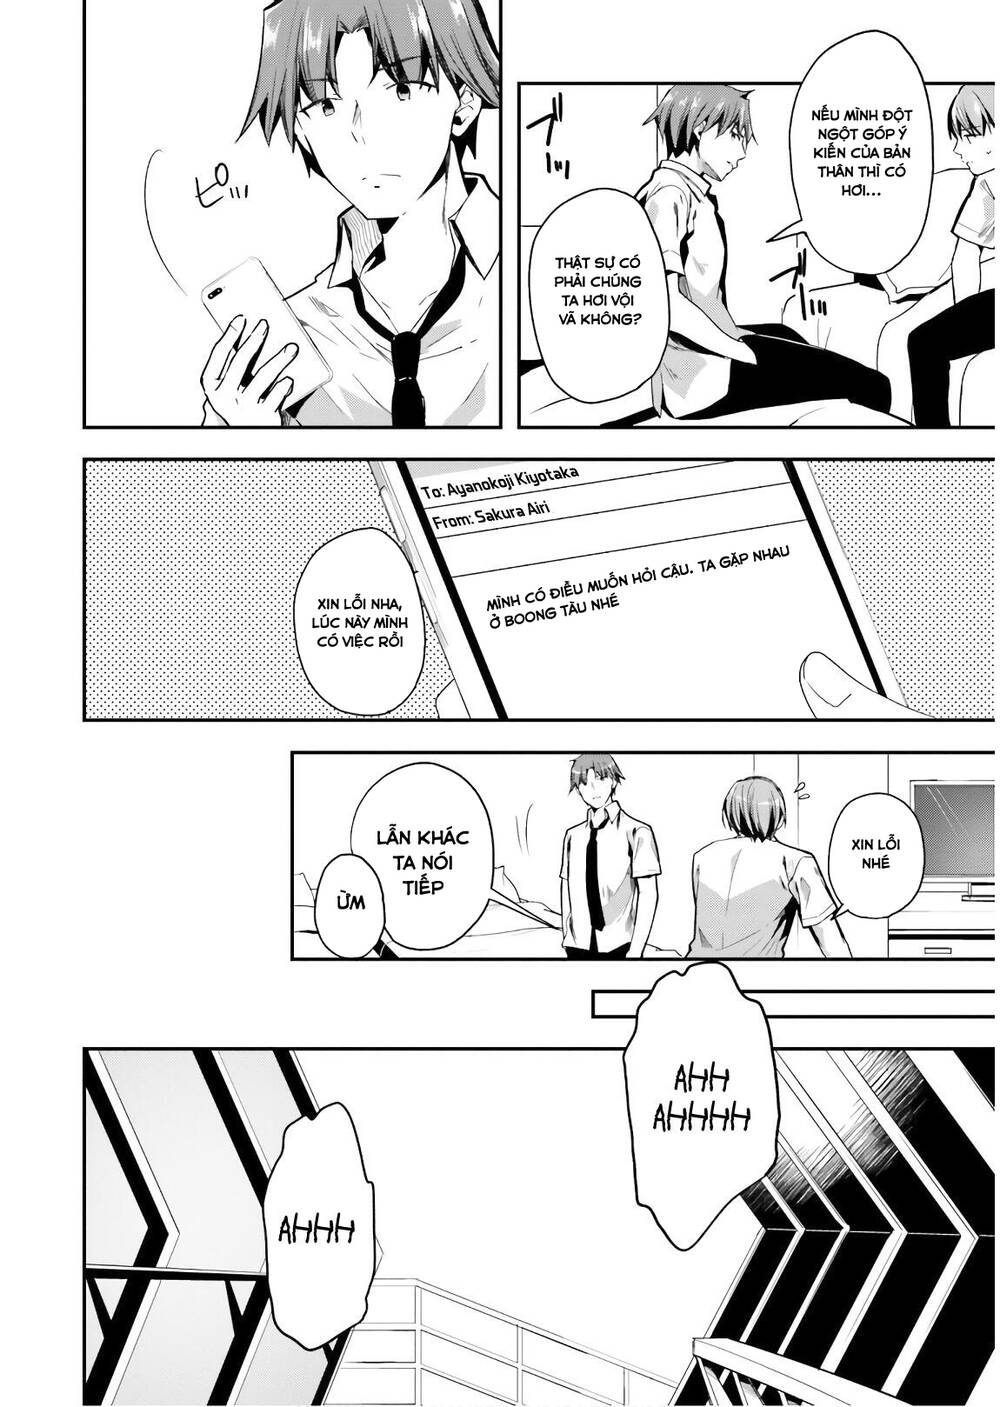 NẾU MÌNH ĐỘT
NGỘT GÓP Ý
KIẾN CỦA BẢN
THÂN THÌ CÓ
HƠI...
THẬT SỰ CÓ
PHẢI CHÚNG
TA HƠI VỘI
VÃ KHÔNG?
ピッ
To: Ayanokoji Kiyotaka
From: Sakura Airi
MÌNH CÓ ĐIỀU MUỐN HỎI CẬU. TA GẶP NHAU
Ở BOONG TÀU NHÉ
XIN LỖI NHA,
LÚC NÀY MÌNH
CÓ VIỆC RỒI
XIN LỖI
NHÉ
LẦN KHÁC
TA NÓI
TIẾP
ỪM
AHH
AHHHH
AHHH